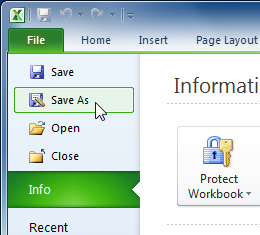 File Home Insert Page Layout
Save
Save As
Open
Close
Info
Recent
Informati
Protect
Workbook